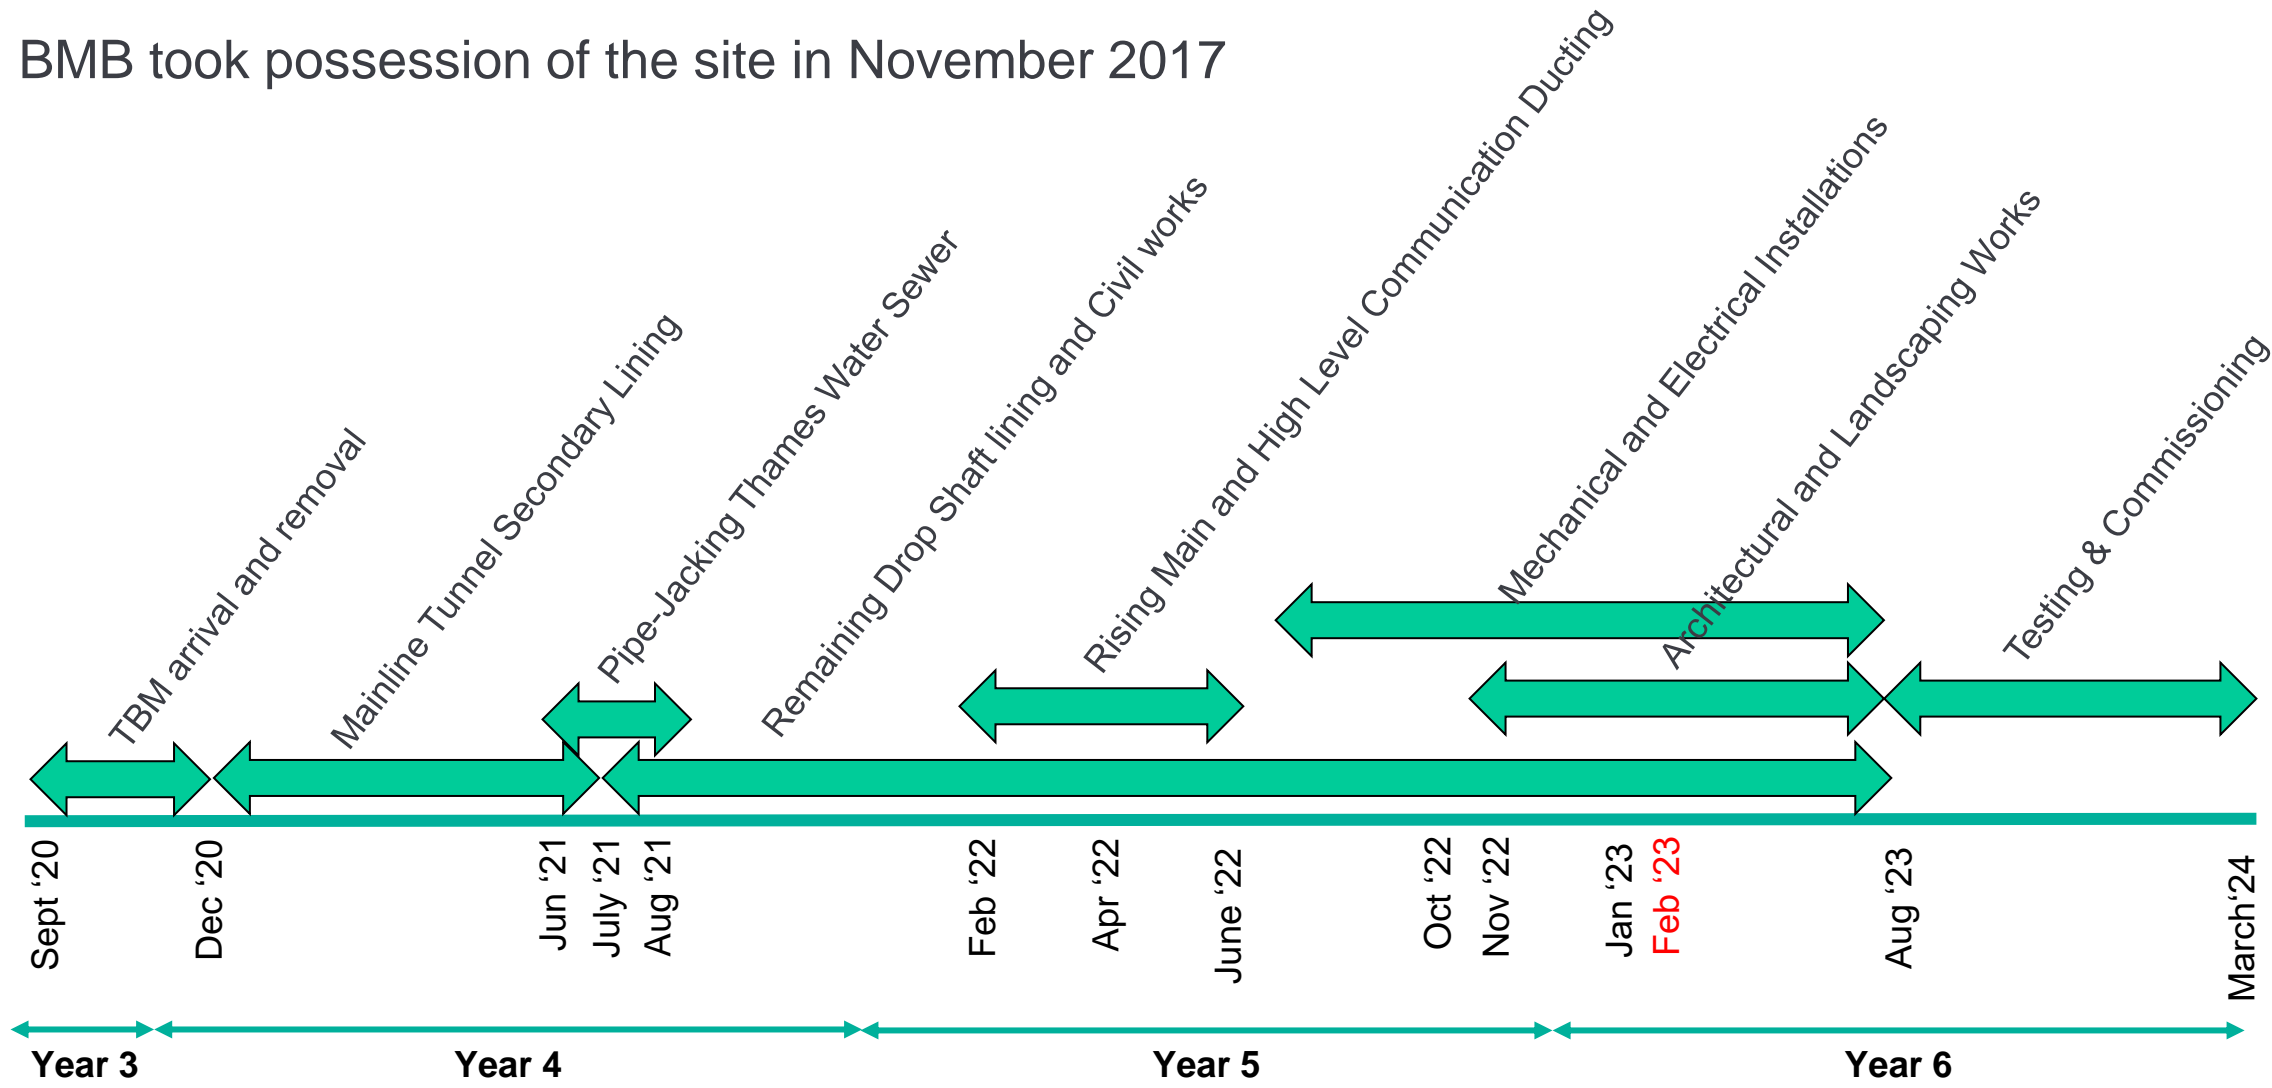 BMB took possession of the site in November 2017
TBM arrival and removal
Mainline Tunnel Secondary Lining
Pipe-Jacking Thames Water Sewer
Remaining Drop Shaft lining and Civil works
Rising Main and High Level Communication Ducting
Mechanical and Electrical Installations
Architectural and Landscaping Works
Testing & Commissioning
Sept ‘20
Dec ‘20
Jun ‘21
July ‘21
Aug ‘21
Feb ‘22
Apr ‘22
June ‘22
Oct ‘22
Nov ‘22
Jan ‘23
Feb ‘23
Aug ‘23
March‘24
Year 3
Year 4
Year 5
Year 6